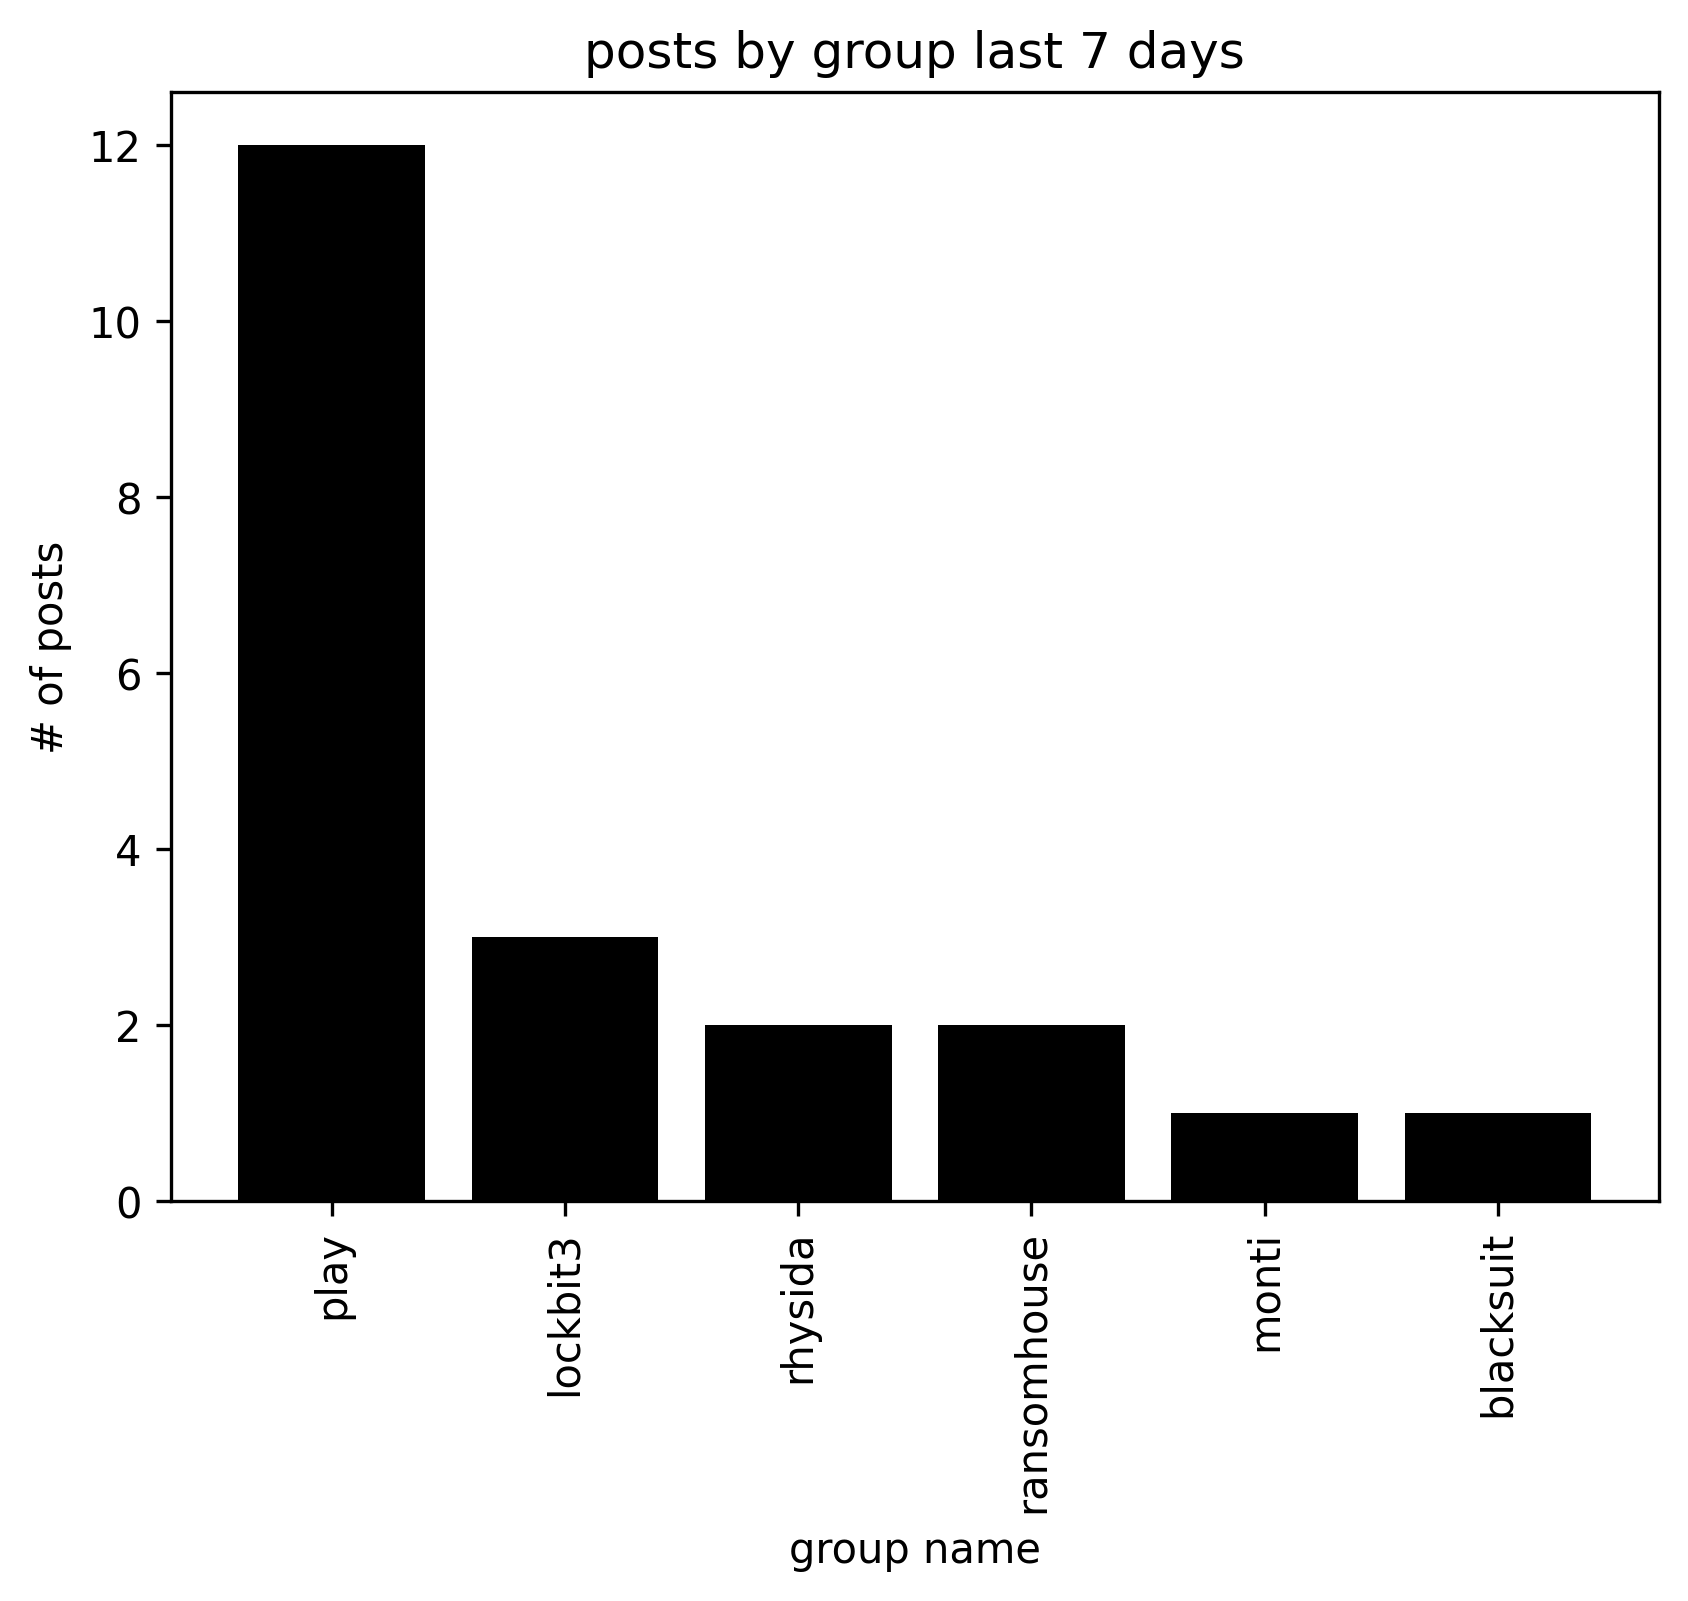 posts by group last 7 days
12
10
8
6
4
2
0
# of posts
play
lockbit3
rhysida
ransomhouse
monti
blacksuit
group name